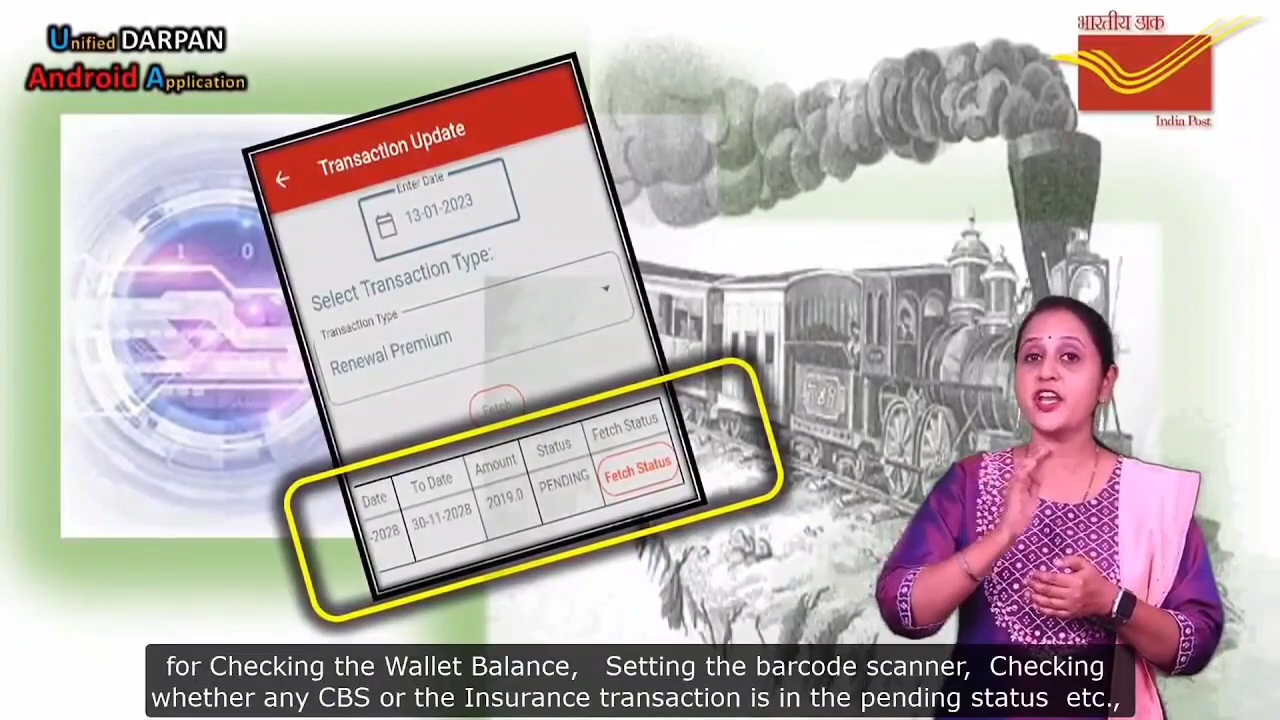 Unified DARPAN
Android Application
भारतीय डाक
India Post
Transaction Update
Enter Date
13-01-2023
Select Transaction Type:
Transaction Type
Renewal Premium
Fetch
Date To Date Amount Status Fetch Status
-2028 30-11-2028 2019.0 PENDING Fetch Status
1 0
for Checking the Wallet Balance, Setting the barcode scanner, Checking
whether any CBS or the Insurance transaction is in the pending status etc.,